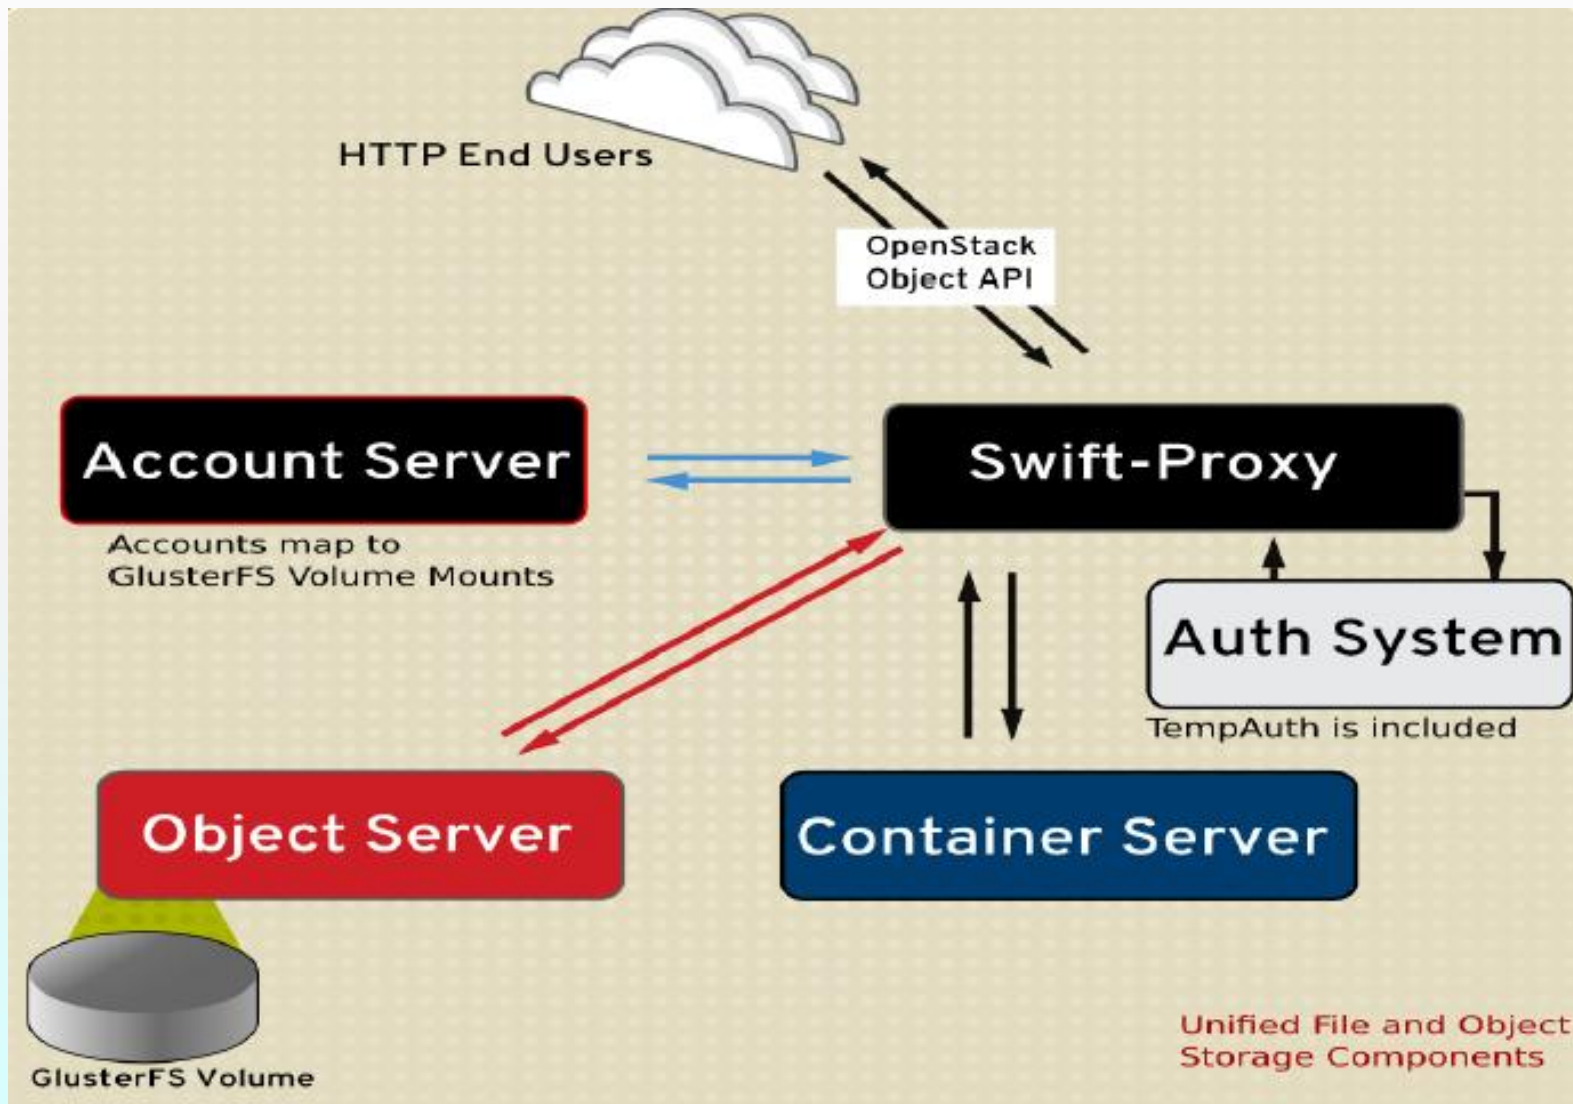 HTTP End Users
OpenStack
Object API
Account Server
Swift-Proxy
Accounts map to
GlusterFS Volume Mounts
Auth System
TempAuth is included
Object Server
Container Server
GlusterFS Volume
Unified File and Object
Storage Components